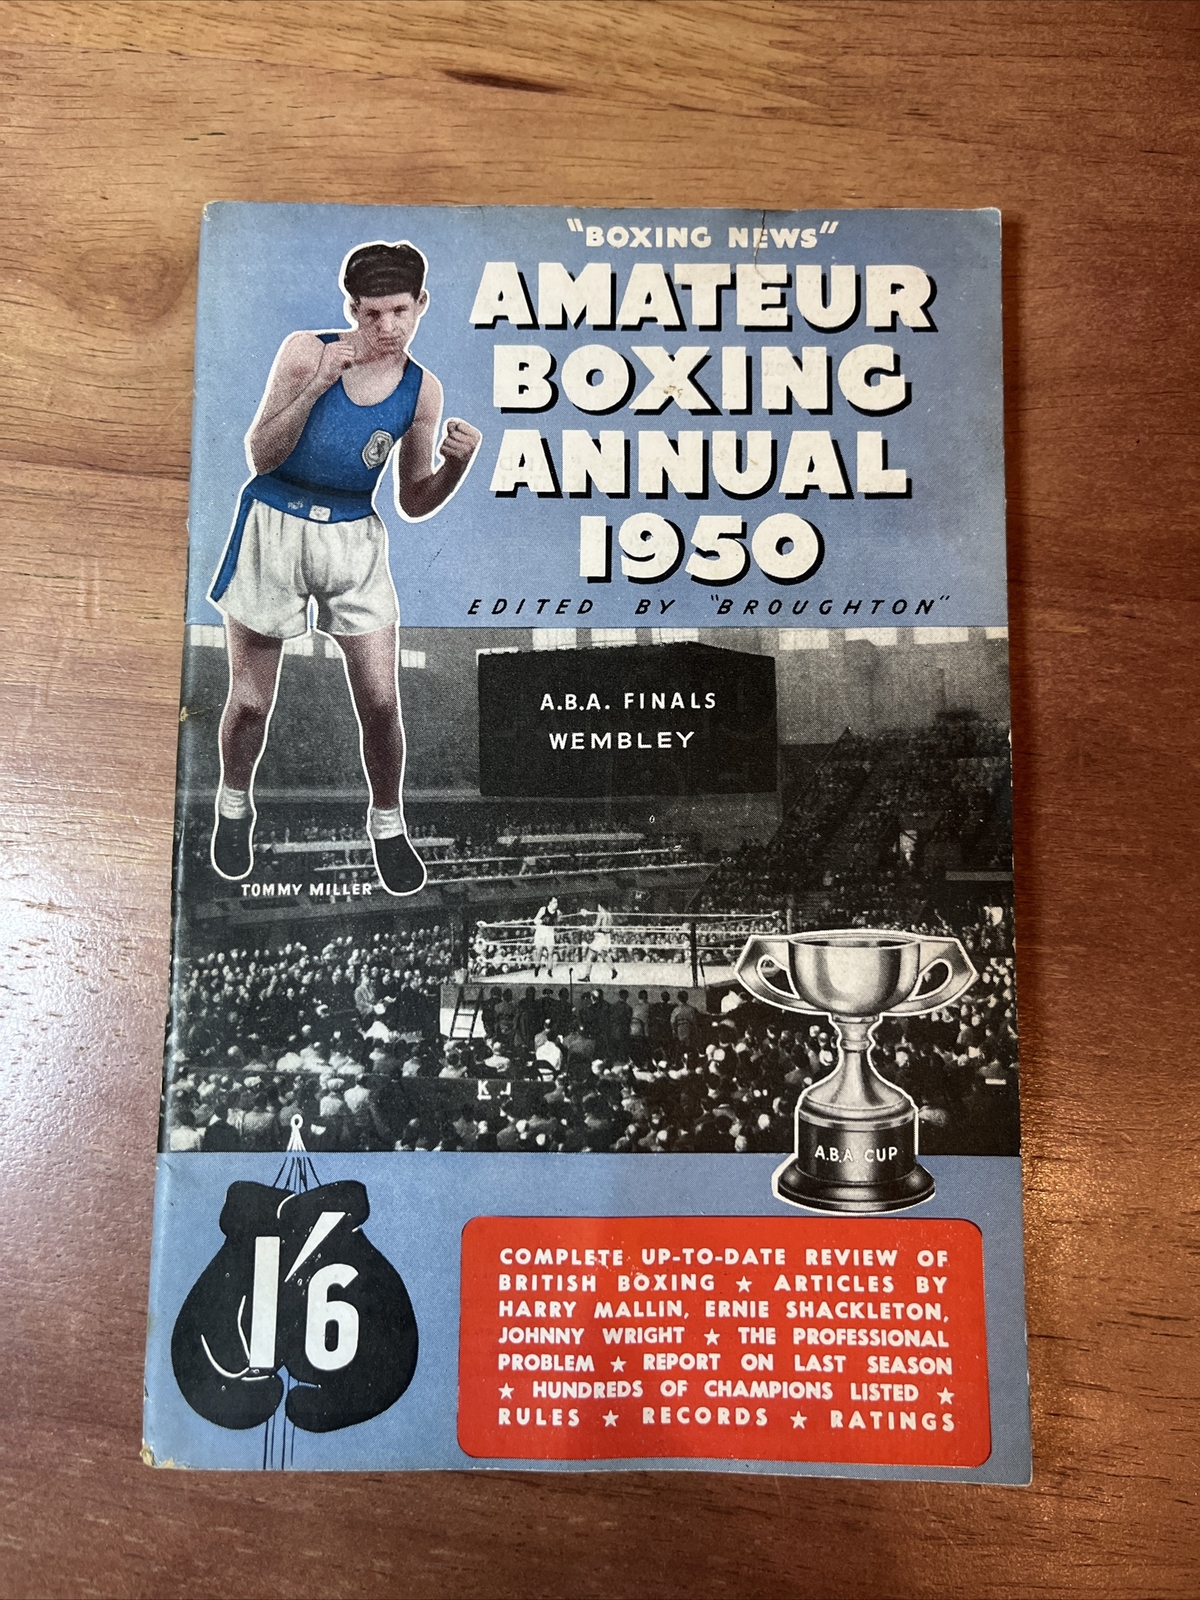 "BOXING NEWS"
AMATEUR
BOXING
ANNUAL
1950
EDITED BY "BROUGHTON"
A.B.A. FINALS
WEMBLEY
TOMMY MILLER
A.B.A. CUP
1/6
COMPLETE UP-TO-DATE REVIEW OF
BRITISH BOXING ★ ARTICLES BY
HARRY MALLIN, ERNIE SHACKLETON,
JOHNNY WRIGHT ★ THE PROFESSIONAL
PROBLEM ★ REPORT ON LAST SEASON
★ HUNDREDS OF CHAMPIONS LISTED ★
RULES ★ RECORDS ★ RATINGS